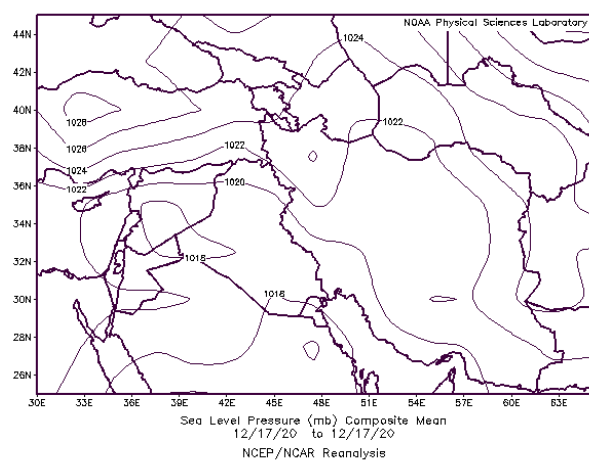 NOAA Physical Sciences Laboratory
44N
42N
40N
38N
36N
34N
32N
30N
28N
26N
1024
1026
1026
1024
1022
1022
1022
1020
1018
1018
30E 33E 36E 39E 42E 45E 48E 51E 54E 57E 60E 63E
Sea Level Pressure (mb) Composite Mean
12/17/20 to 12/17/20
NCEP/NCAR Reanalysis